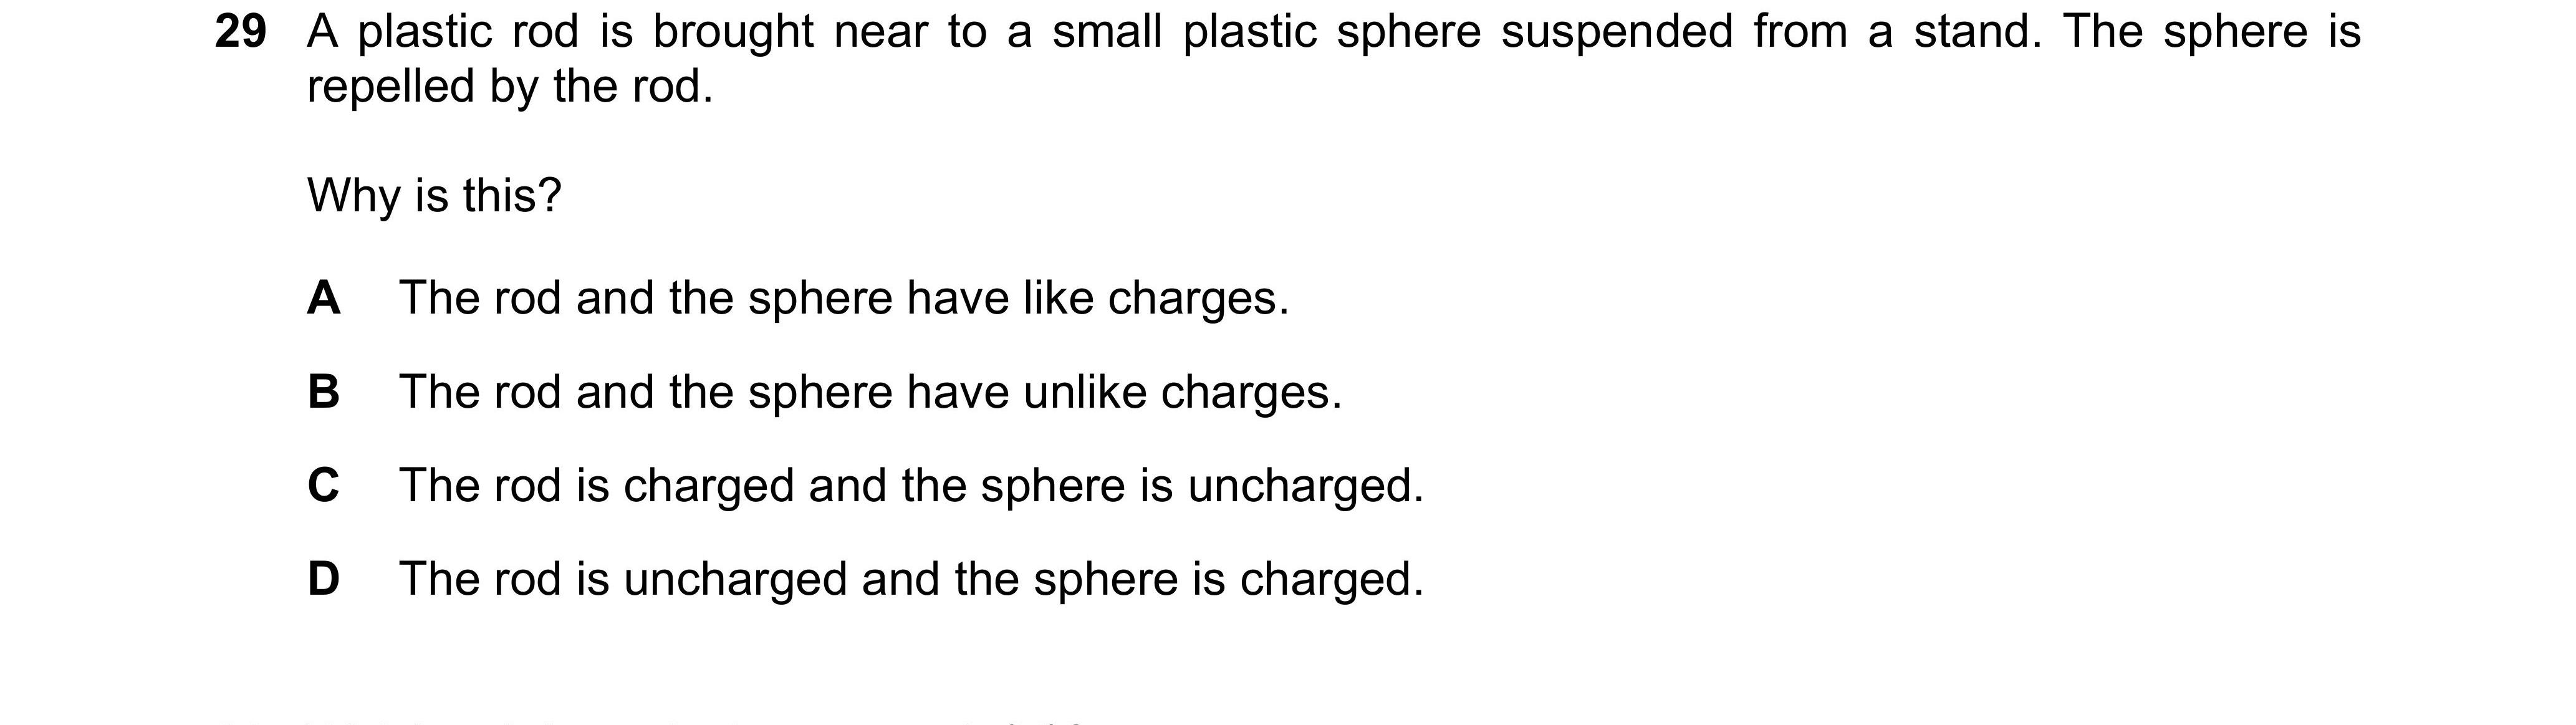 29 A plastic rod is brought near to a small plastic sphere suspended from a stand. The sphere is
repelled by the rod.
Why is this?
A The rod and the sphere have like charges.
B The rod and the sphere have unlike charges.
C The rod is charged and the sphere is uncharged.
D The rod is uncharged and the sphere is charged.